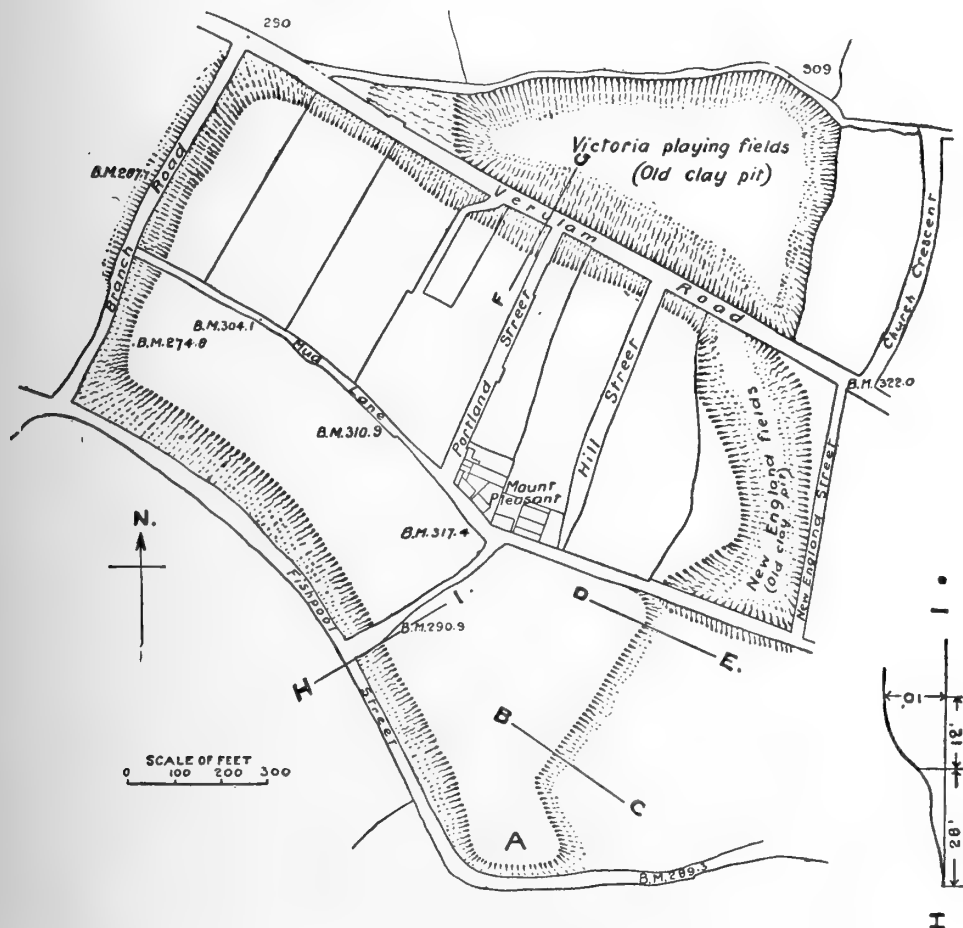 290
309
Victoria playing fields
(Old clay pit)
B.M.287.7
Branch Road
Verulam Road
G
F
Church Crescent
B.M.304.1
B.M.274.8
Mud Lane
Portland Street
Hill Street
B.M.322.0
B.M.310.9
New England fields
(Old clay pit)
New England Street
Mount
Pleasant
B.M.317.4
N.
Fishpool Street
I.
D
E.
B.M.290.9
H
B
C
SCALE OF FEET
0 100 200 300
A
B.M.289.3
I
10'
12'
28'
H